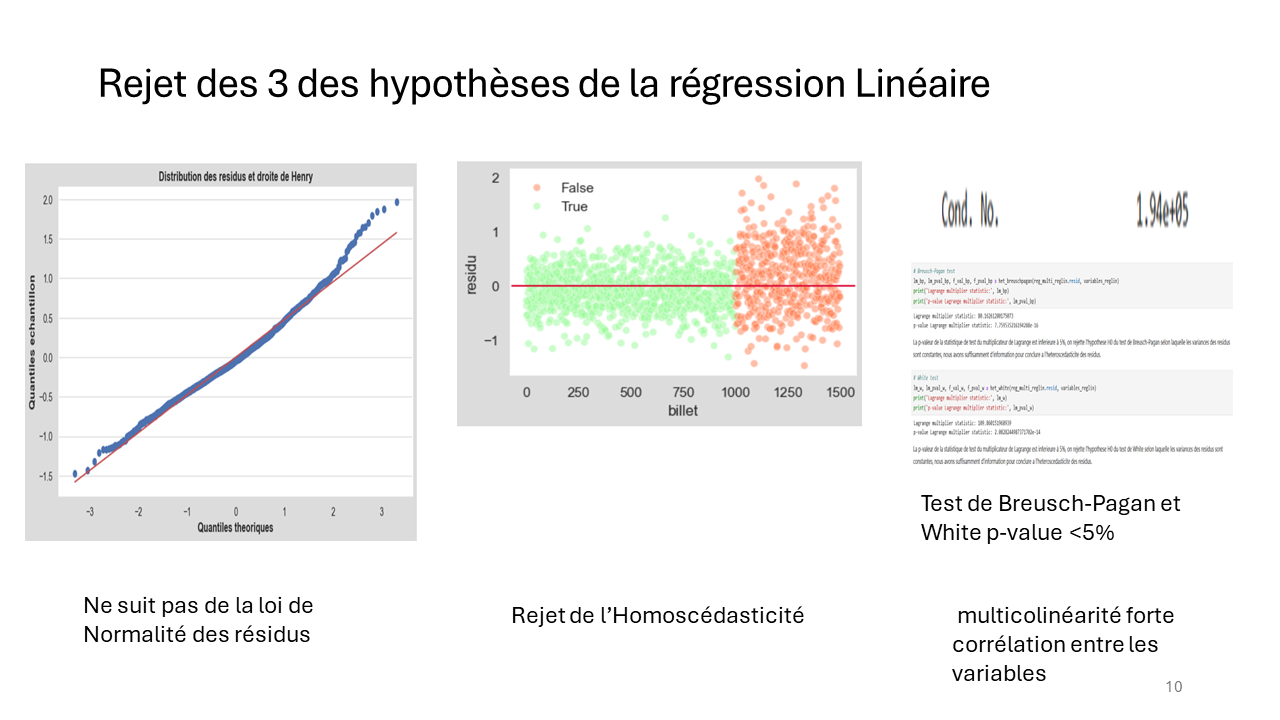 Rejet des 3 des hypothèses de la régression Linéaire
Distribution des residus et droite de Henry
Quantiles echantillon
2.0
1.5
1.0
0.5
0.0
−0.5
−1.0
−1.5
−3
−2
−1
0
1
2
3
Quantiles theoriques
Ne suit pas de la loi de
Normalité des résidus
False
True
residu
2
1
0
−1
0
250
500
750
1000
1250
1500
billet
Rejet de l’Homoscédasticité
Cond. No.
1.94e+05
# Breusch-Pagan test
lm_bp, lm_pval_bp, f_val_bp, f_pval_bp = het_breuschpagan(reg_multi_reglin.resid, variables_reglin)
print('Lagrange multiplier statistic:', lm_bp)
print('p-value Lagrange multiplier statistic:', lm_pval_bp)
Lagrange multiplier statistic:
p-value Lagrange multiplier statistic:
La p-valeur de la statistique de test du multiplicateur de Lagrange est inferieure à 5%, on rejette l'hypothese H0 du test de Breusch-Pagan selon laquelle les variances des residus
sont constantes, nous avons suffisamment d'information pour conclure a l'heteroscedasticite des residus.
# White test
lm_w, lm_pval_w, f_val_w, f_pval_w = het_white(reg_multi_reglin.resid, variables_reglin)
print('Lagrange multiplier statistic:', lm_w)
print('p-value Lagrange multiplier statistic:', lm_pval_w)
Lagrange multiplier statistic:
p-value Lagrange multiplier statistic:
La p-valeur de la statistique de test du multiplicateur de Lagrange est inferieure à 5%, on rejette l'hypothese H0 du test de White selon laquelle les variances des residus sont
constantes, nous avons suffisamment d'information pour conclure a l'heteroscedasticite des residus.
Test de Breusch-Pagan et
White p-value <5%
multicolinéarité forte
corrélation entre les
variables
10